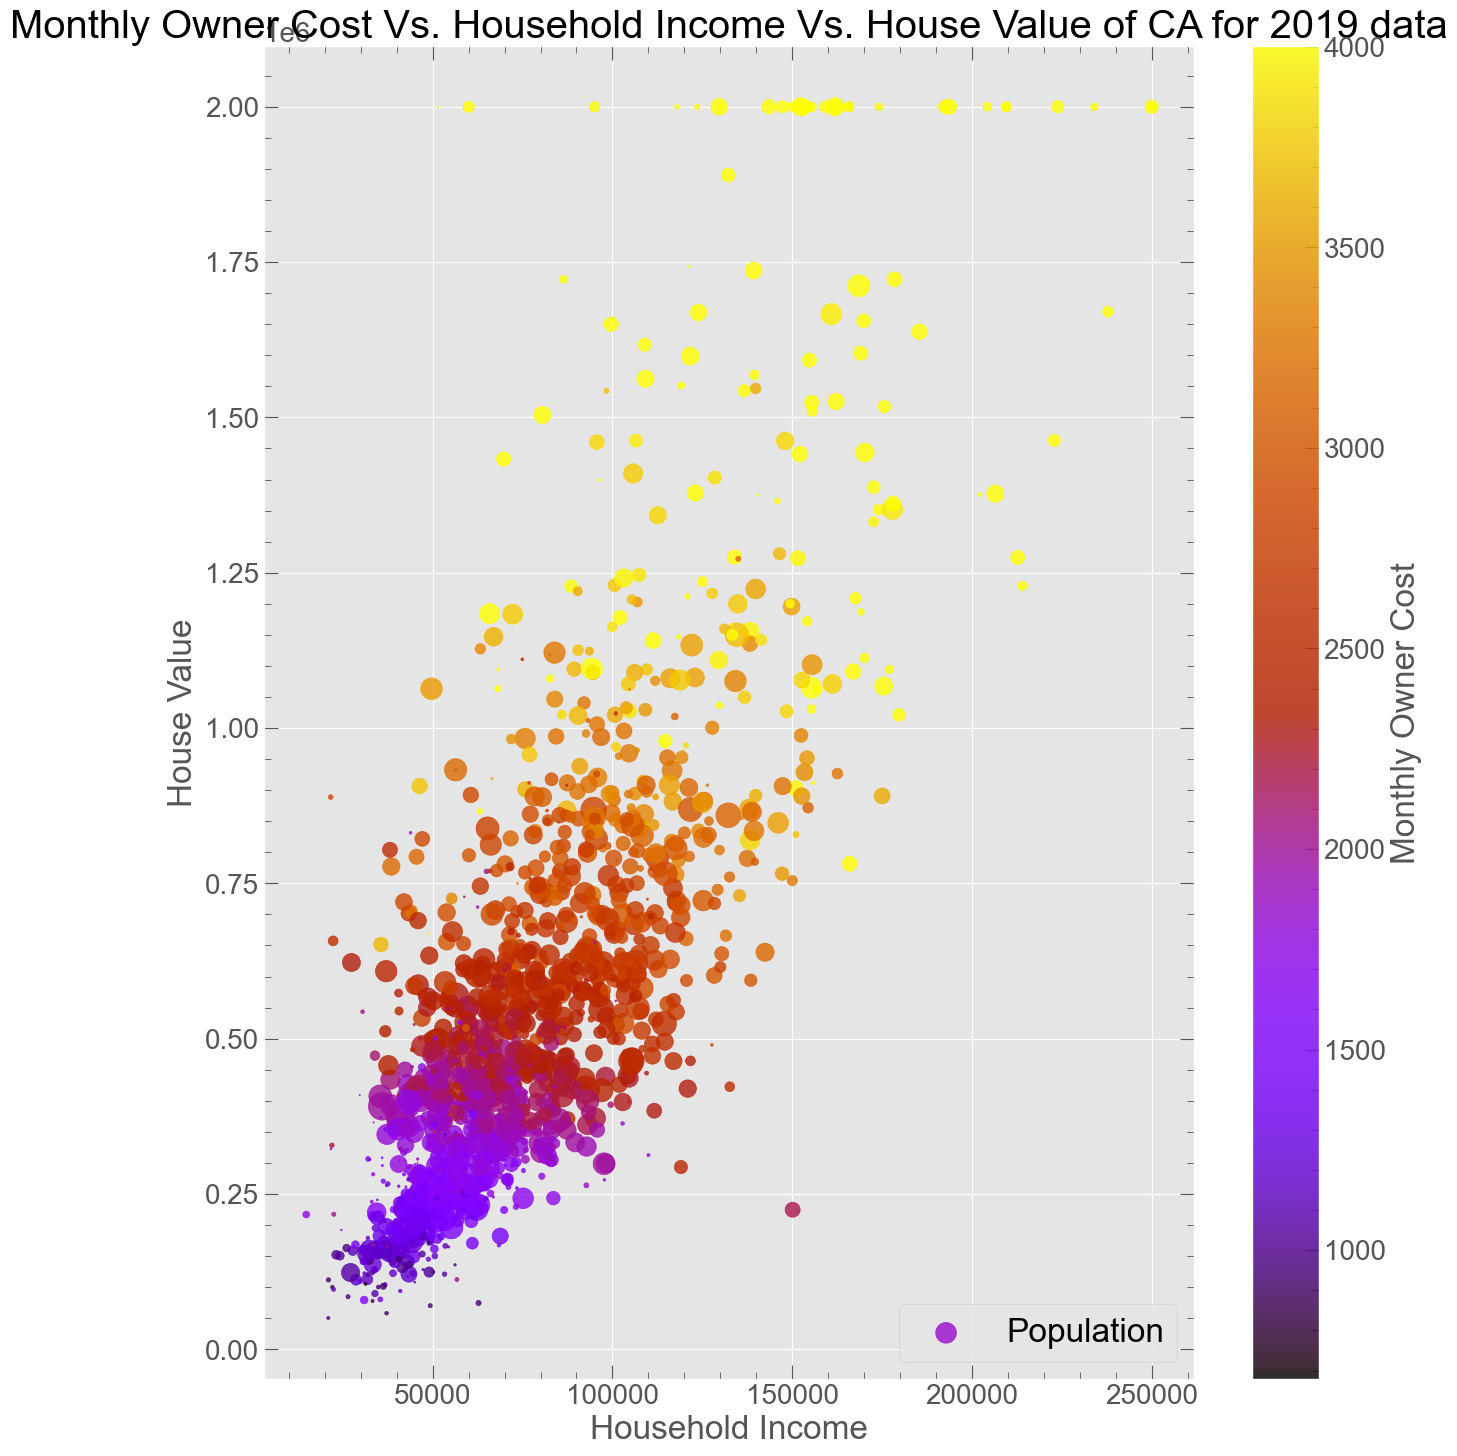 Monthly Owner Cost Vs. Household Income Vs. House Value of CA for 2019 data
1e6
2.00
1.75
1.50
1.25
1.00
0.75
0.50
0.25
0.00
House Value
50000 100000 150000 200000 250000
Household Income
Population
4000
3500
3000
2500
2000
1500
1000
Monthly Owner Cost